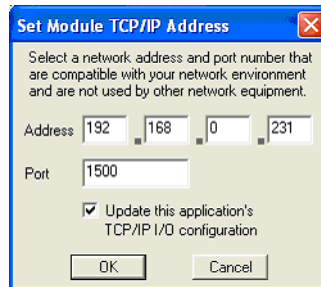 Set Module TCP/IP Address
Select a network address and port number that
are compatible with your network environment
and are not used by other network equipment.
Address 192 . 168 . 0 . 231
Port 1500
Update this application's
TCP/IP I/O configuration
OK Cancel